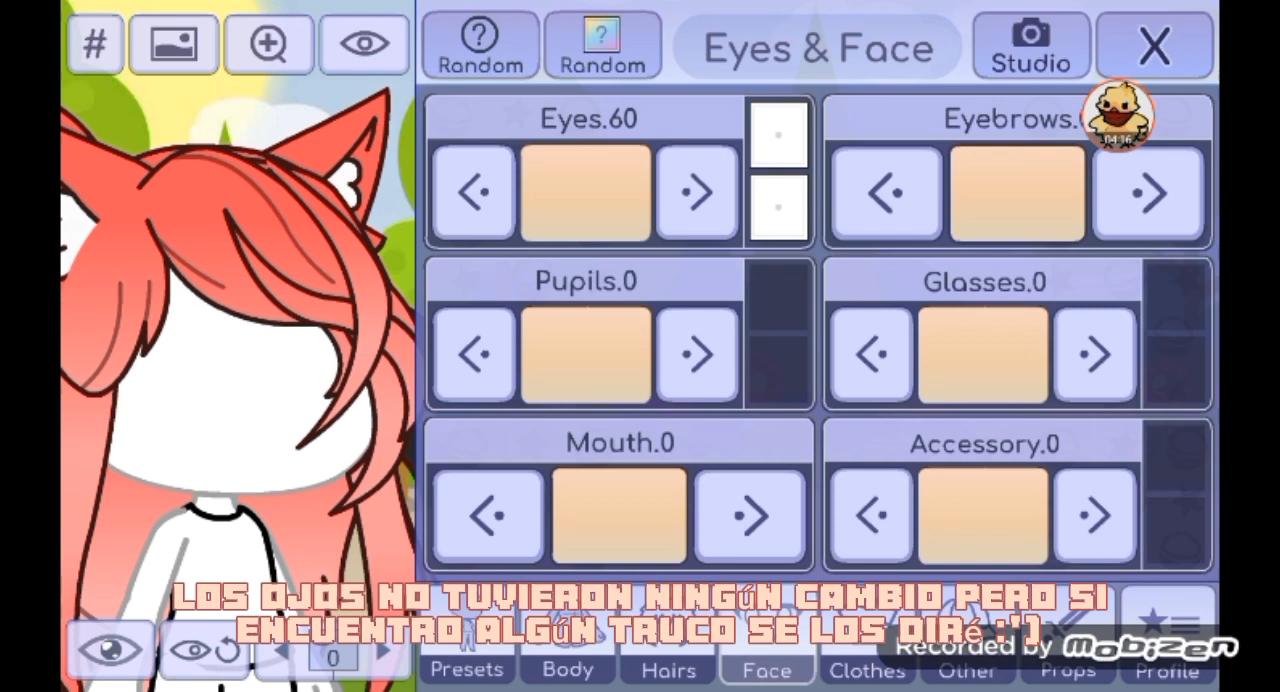 #
?
Random
?
Random
Eyes & Face
Studio
X
Eyes.60
Eyebrows.
04:16
Pupils.0
Glasses.0
Mouth.0
Accessory.0
LOS OJOS NO TUVIERON NINGÚN CAMBIO PERO SI
ENCUENTRO ALGÚN TRUCO SE LOS DIRÉ :')
0
Presets
Body
Hairs
Face
Clothes
Other
Props
Profile
Recorded by mobizen